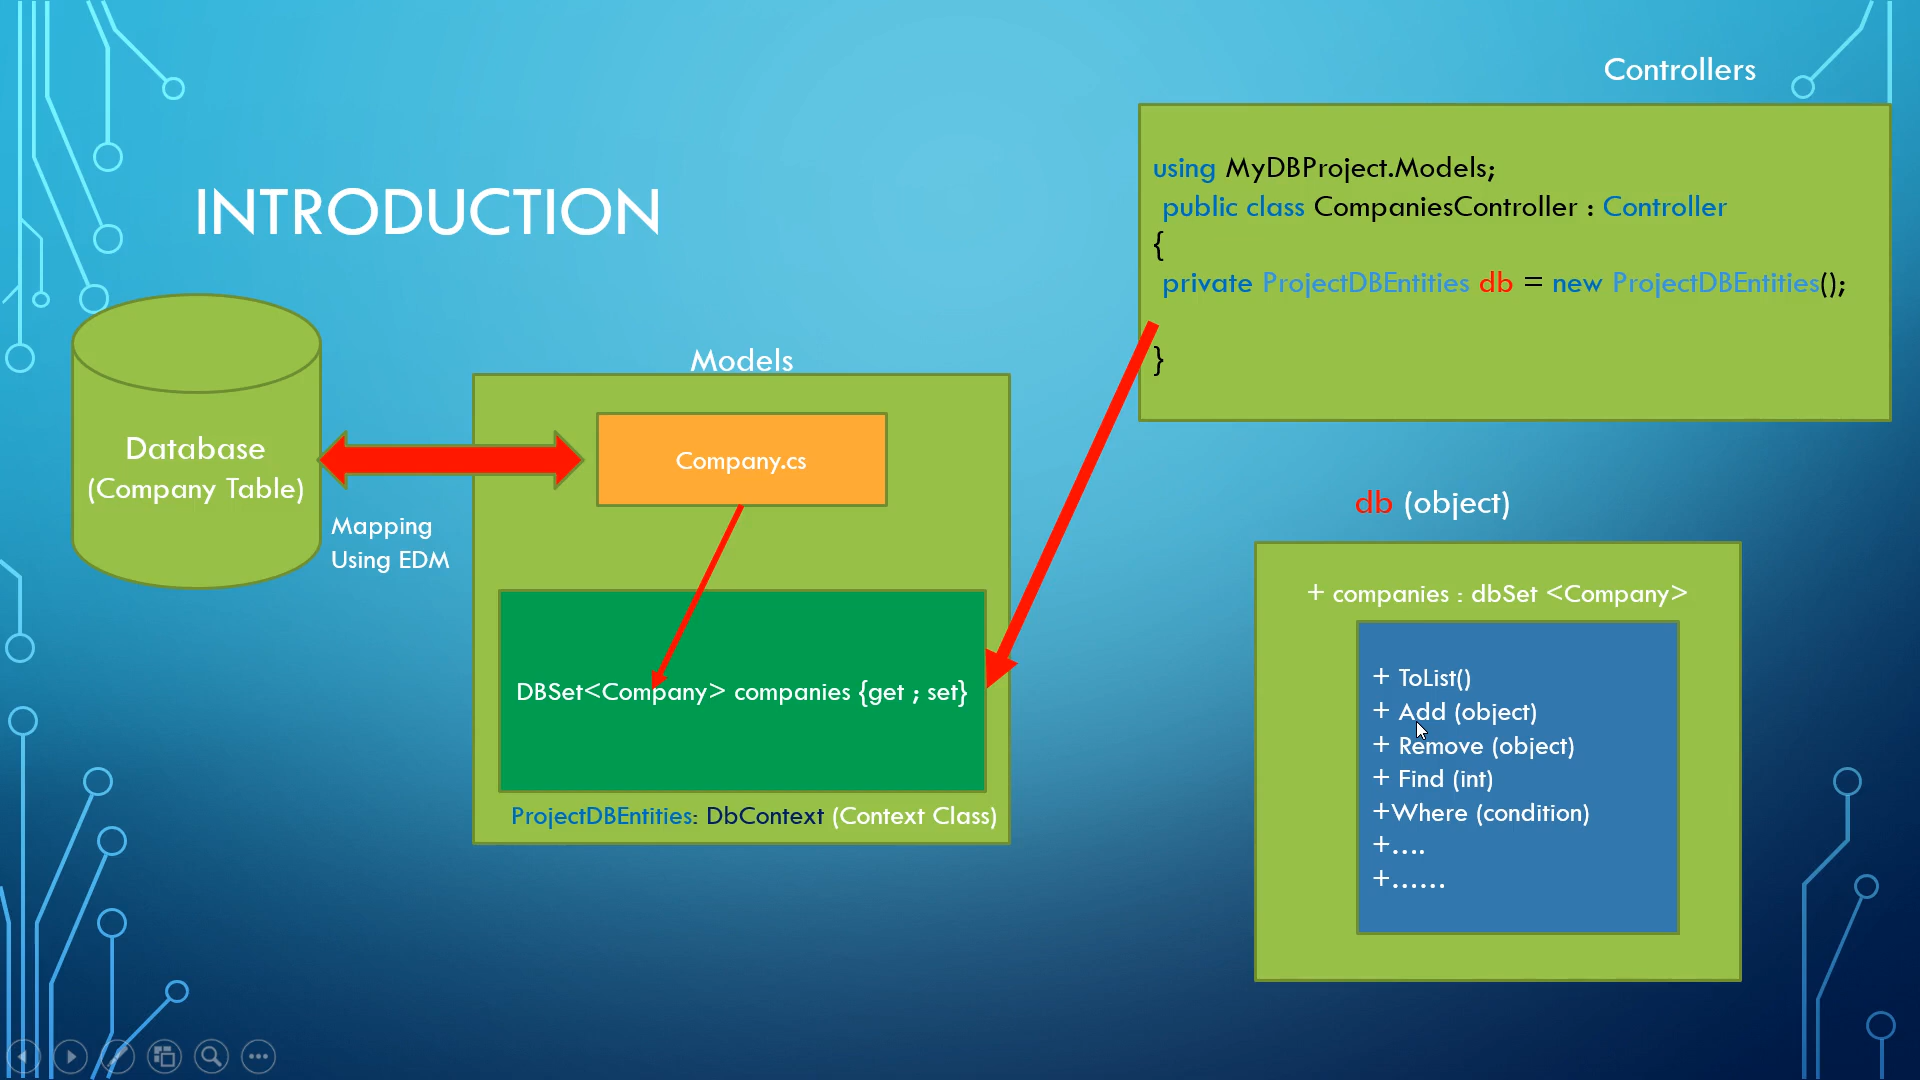 INTRODUCTION
Database
(Company Table)
Mapping
Using EDM
Models
Company.cs
DBSet<Company> companies {get ; set}
ProjectDBEntities: DbContext (Context Class)
Controllers
using MyDBProject.Models;
public class CompaniesController : Controller
{
private ProjectDBEntities db = new ProjectDBEntities();
}
db (object)
+ companies : dbSet <Company>
+ ToList()
+ Add (object)
+ Remove (object)
+ Find (int)
+Where (condition)
+....
+......